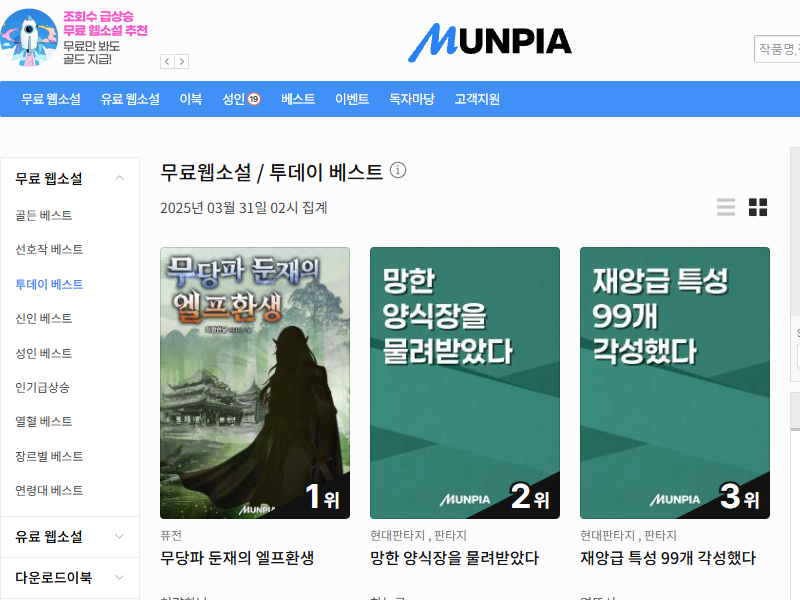 조회수 급상승
무료 웹소설 추천
무료만 봐도
골드 지급!
MUNPIA
작품명,
무료 웹소설 유료 웹소설 이북 성인 19 베스트 이벤트 독자마당 고객지원
무료 웹소설
골든 베스트
선호작 베스트
투데이 베스트
신인 베스트
성인 베스트
인기급상승
열혈 베스트
장르별 베스트
연령대 베스트
유료 웹소설
다운로드이북
무료웹소설 / 투데이 베스트
2025년 03월 31일 02시 집계
무당파 둔재의
엘프환생
MUNPIA
1위
퓨전
무당파 둔재의 엘프환생
망한
양식장을
물려받았다
MUNPIA
2위
현대판타지 , 판타지
망한 양식장을 물려받았다
재앙급 특성
99개
각성했다
MUNPIA
3위
현대판타지 , 판타지
재앙급 특성 99개 각성했다